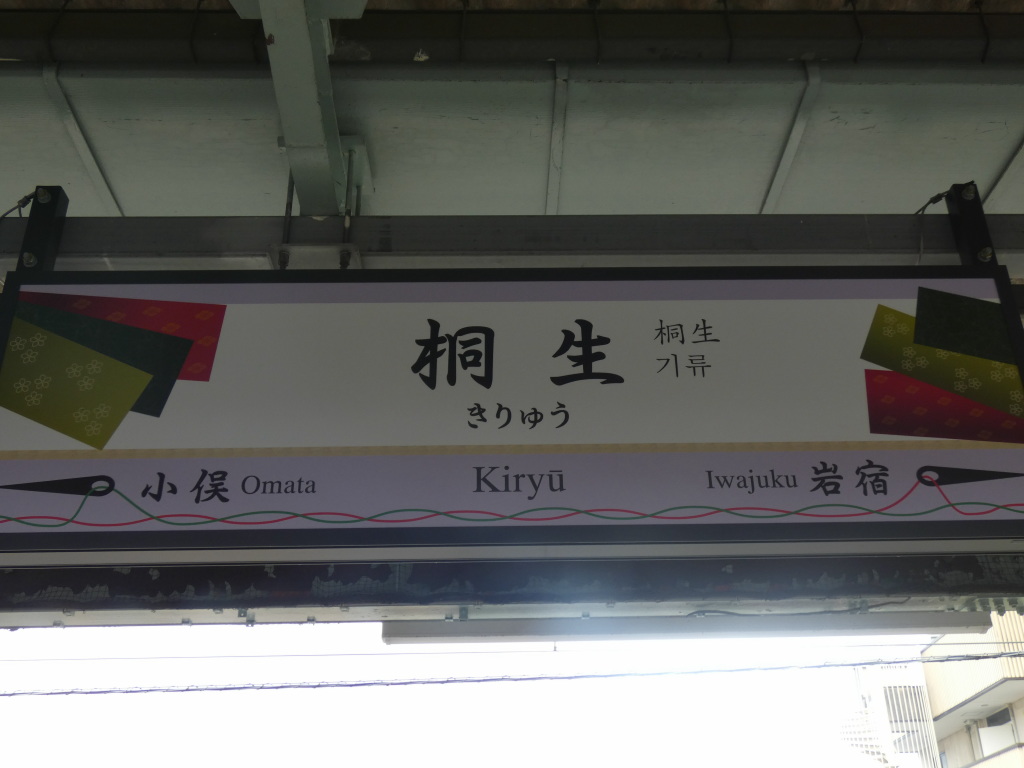 桐生
桐生
기류
きりゅう
小俣 Omata
Kiryū
Iwajuku 岩宿